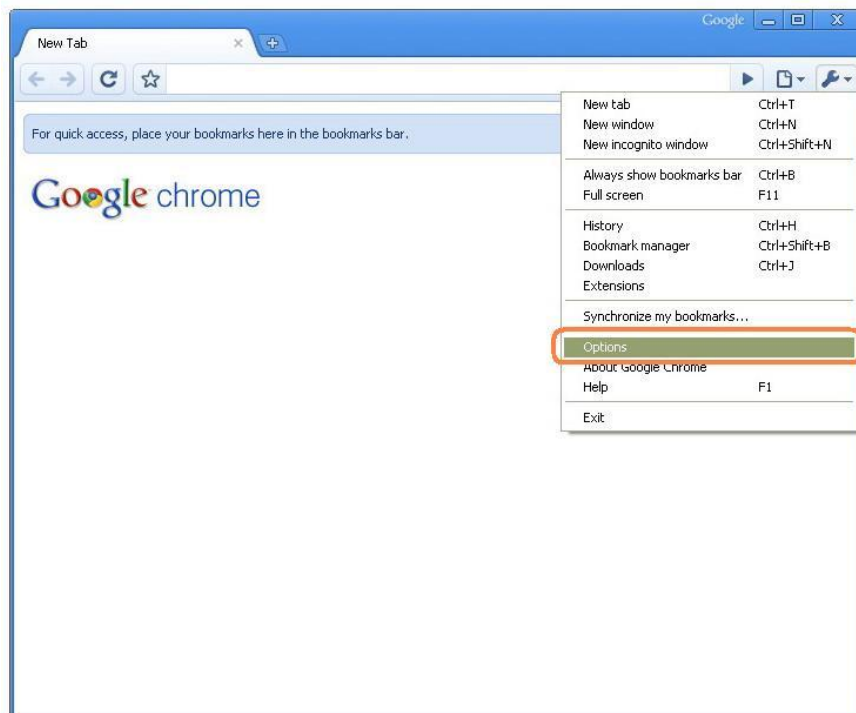 Google
New Tab
For quick access, place your bookmarks here in the bookmarks bar.
Google chrome
New tab Ctrl+T
New window Ctrl+N
New incognito window Ctrl+Shift+N
Always show bookmarks bar Ctrl+B
Full screen F11
History Ctrl+H
Bookmark manager Ctrl+Shift+B
Downloads Ctrl+J
Extensions
Synchronize my bookmarks...
Options
About Google Chrome
Help F1
Exit